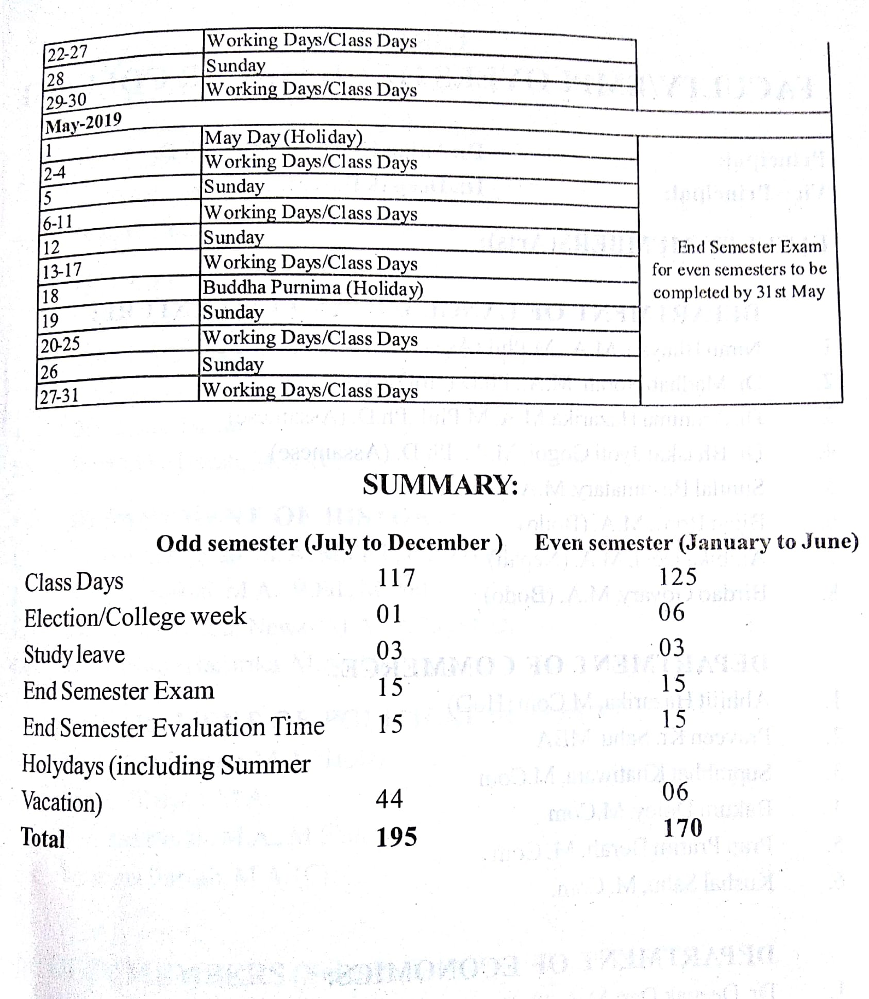 22-27 Working Days/Class Days
28 Sunday
29-30 Working Days/Class Days
May-2019
1 May Day (Holiday)
2-4 Working Days/Class Days
5 Sunday
6-11 Working Days/Class Days
12 Sunday
13-17 Working Days/Class Days
18 Buddha Purnima (Holiday)
19 Sunday
20-25 Working Days/Class Days
26 Sunday
27-31 Working Days/Class Days
End Semester Exam
for even semesters to be
completed by 31 st May
SUMMARY:
Odd semester (July to December ) Even semester (January to June)
Class Days 117 125
Election/College week 01 06
Study leave 03 03
End Semester Exam 15 15
End Semester Evaluation Time 15 15
Holydays (including Summer
Vacation) 44 06
Total 195 170